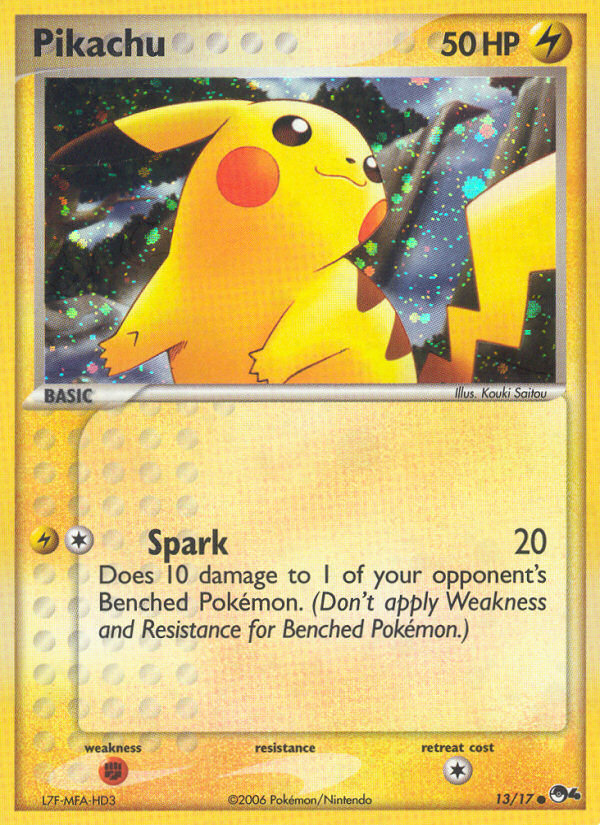 Pikachu 50 HP
BASIC Illus. Kouki Saitou
Spark 20
Does 10 damage to 1 of your opponent's
Benched Pokémon. (Don't apply Weakness
and Resistance for Benched Pokémon.)
weakness resistance retreat cost
L7F-MFA-HD3 ©2006 Pokémon/Nintendo 13/17